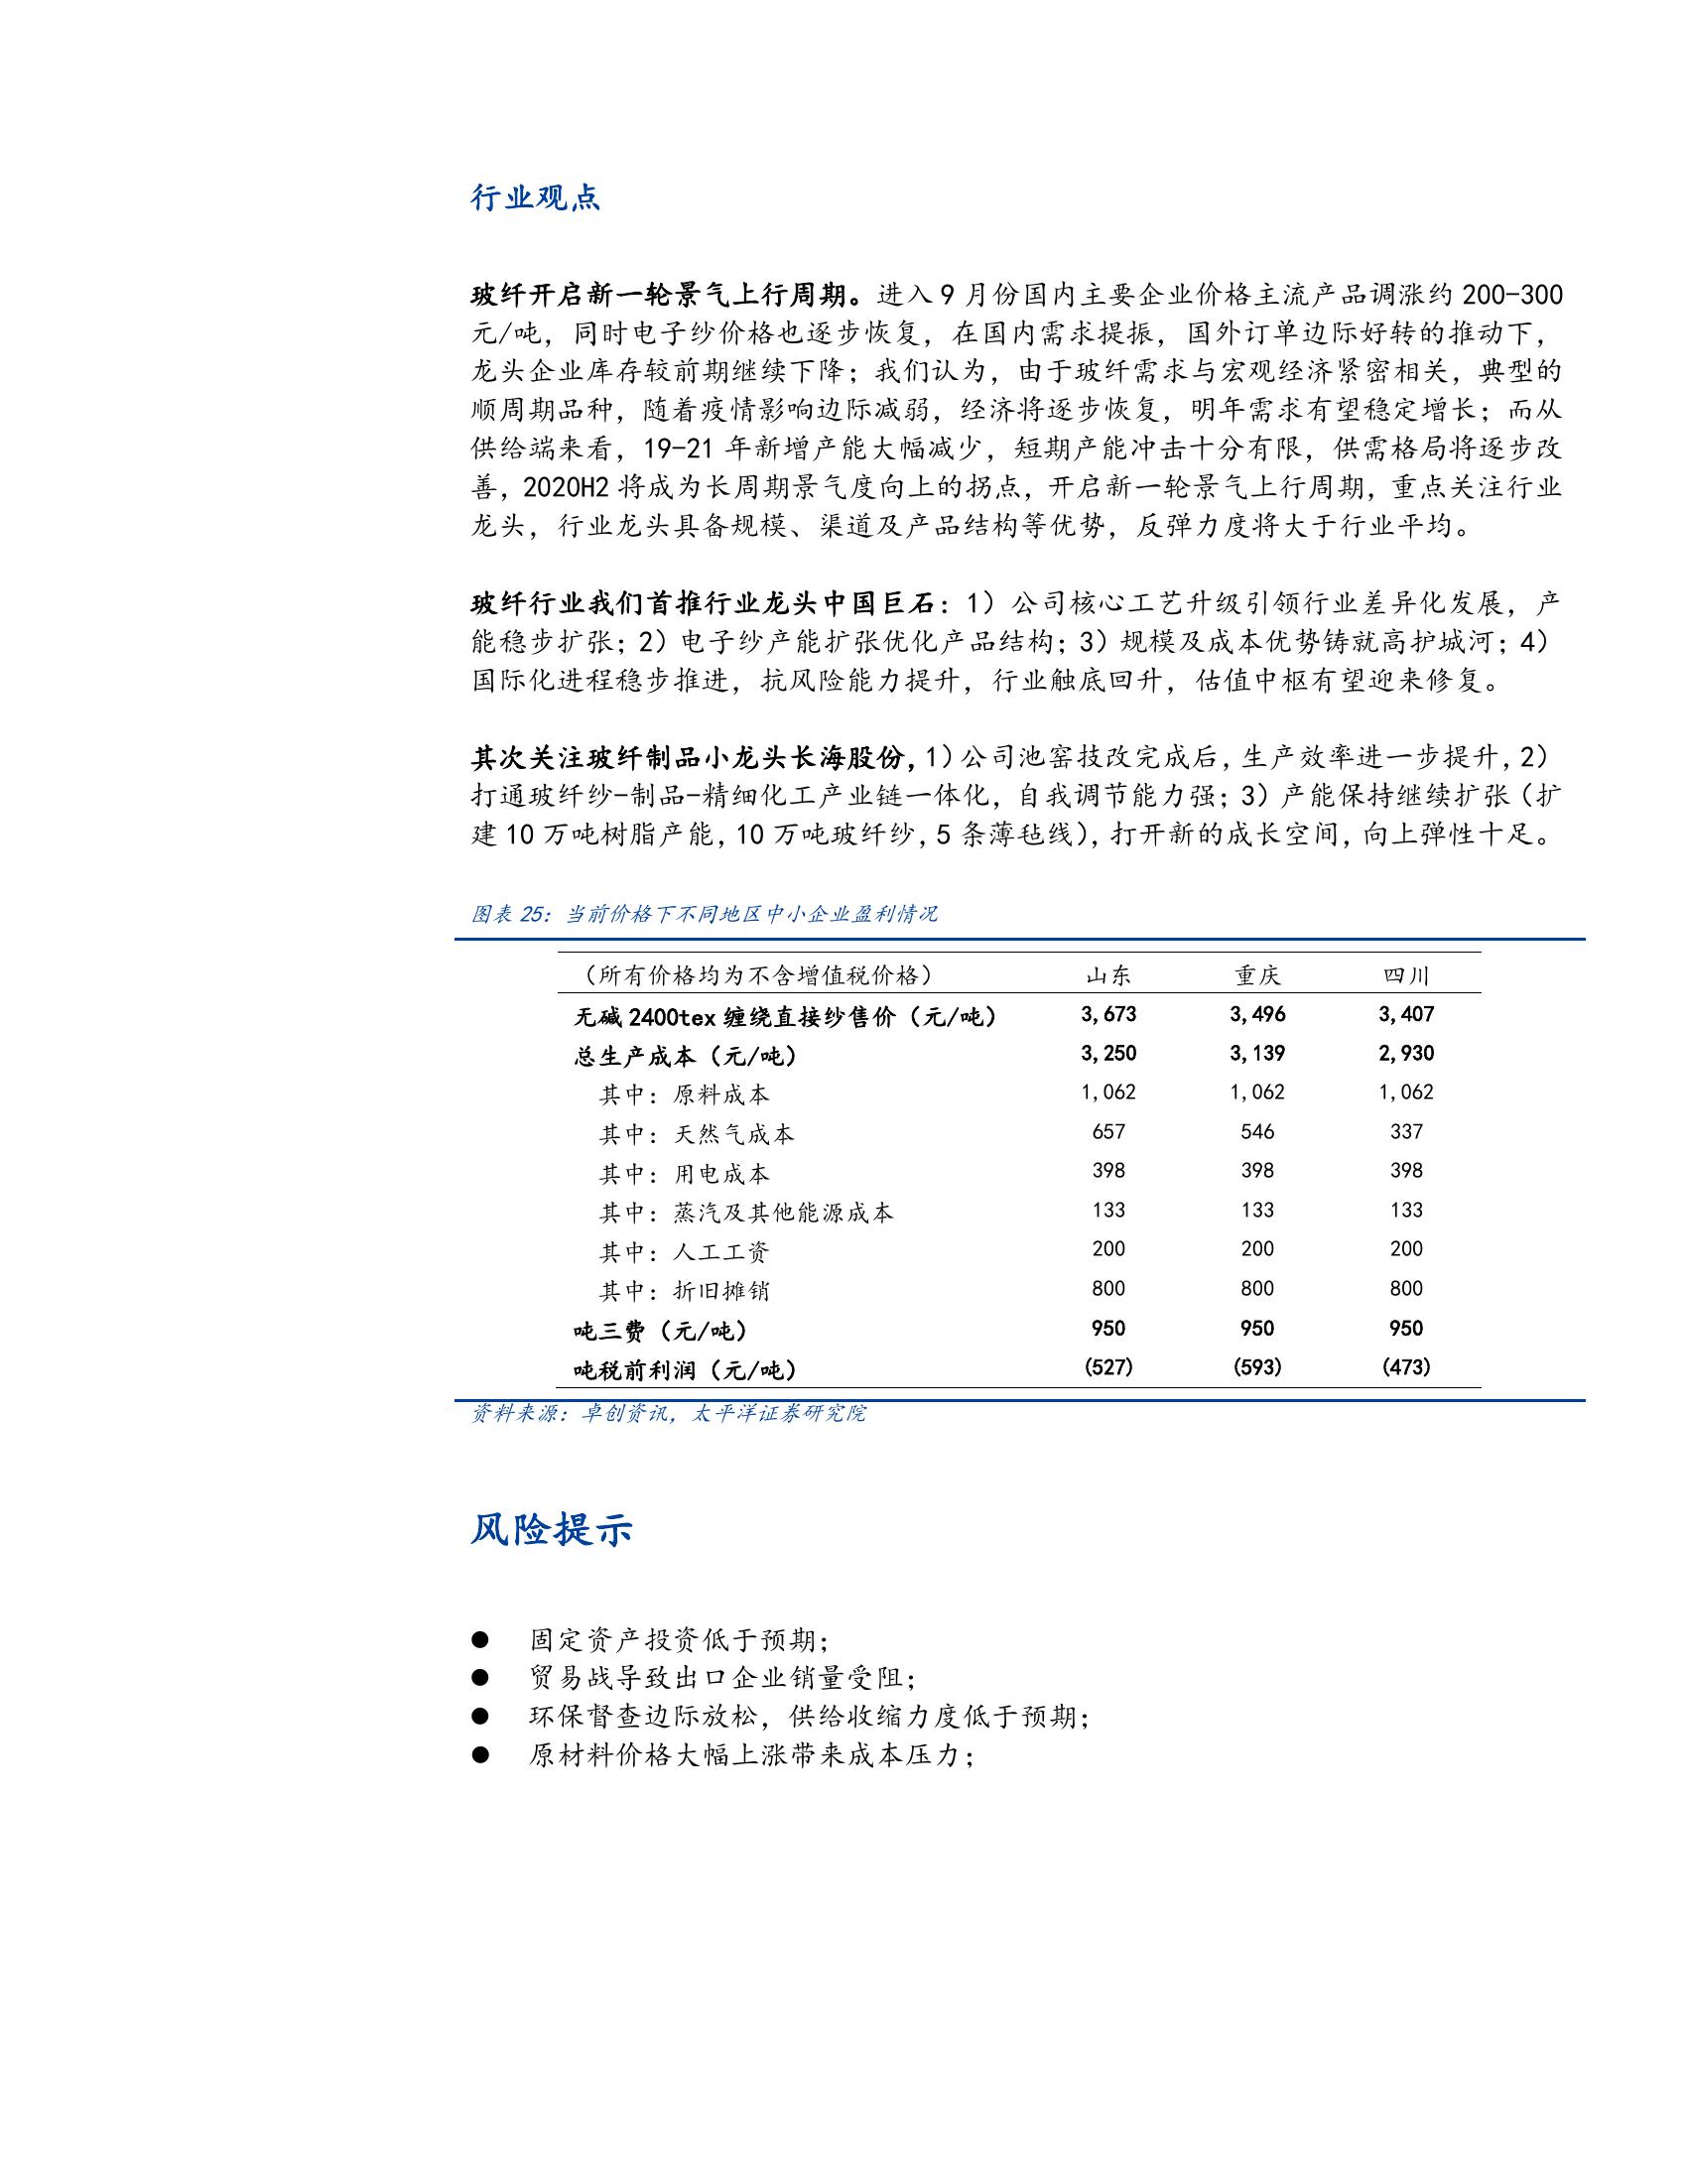 行业观点
玻纤开启新一轮景气上行周期。进入9月份国内主要企业价格主流产品调涨约200-300
元/吨，同时电子纱价格也逐步恢复，在国内需求提振，国外订单边际好转的推动下，
龙头企业库存较前期继续下降；我们认为，由于玻纤需求与宏观经济紧密相关，典型的
顺周期品种，随着疫情影响边际减弱，经济将逐步恢复，明年需求有望稳定增长；而从
供给端来看，19-21年新增产能大幅减少，短期产能冲击十分有限，供需格局将逐步改
善，2020H2将成为长周期景气度向上的拐点，开启新一轮景气上行周期，重点关注行业
龙头，行业龙头具备规模、渠道及产品结构等优势，反弹力度将大于行业平均。
玻纤行业我们首推行业龙头中国巨石：1）公司核心工艺升级引领行业差异化发展，产
能稳步扩张；2）电子纱产能扩张优化产品结构；3）规模及成本优势铸就高护城河；4）
国际化进程稳步推进，抗风险能力提升，行业触底回升，估值中枢有望迎来修复。
其次关注玻纤制品小龙头长海股份，1）公司池窑技改完成后，生产效率进一步提升，2）
打通玻纤纱-制品-精细化工产业链一体化，自我调节能力强；3）产能保持继续扩张（扩
建10万吨树脂产能，10万吨玻纤纱，5条薄毡线），打开新的成长空间，向上弹性十足。
图表25：当前价格下不同地区中小企业盈利情况
（所有价格均为不含增值税价格） 山东 重庆 四川
无碱2400tex缠绕直接纱售价（元/吨） 3,673 3,496 3,407
总生产成本（元/吨） 3,250 3,139 2,930
其中：原料成本 1,062 1,062 1,062
其中：天然气成本 657 546 337
其中：用电成本 398 398 398
其中：蒸汽及其他能源成本 133 133 133
其中：人工工资 200 200 200
其中：折旧摊销 800 800 800
吨三费（元/吨） 950 950 950
吨税前利润（元/吨） (527) (593) (473)
资料来源：卓创资讯，太平洋证券研究院
风险提示
● 固定资产投资低于预期；
● 贸易战导致出口企业销量受阻；
● 环保督查边际放松，供给收缩力度低于预期；
● 原材料价格大幅上涨带来成本压力；